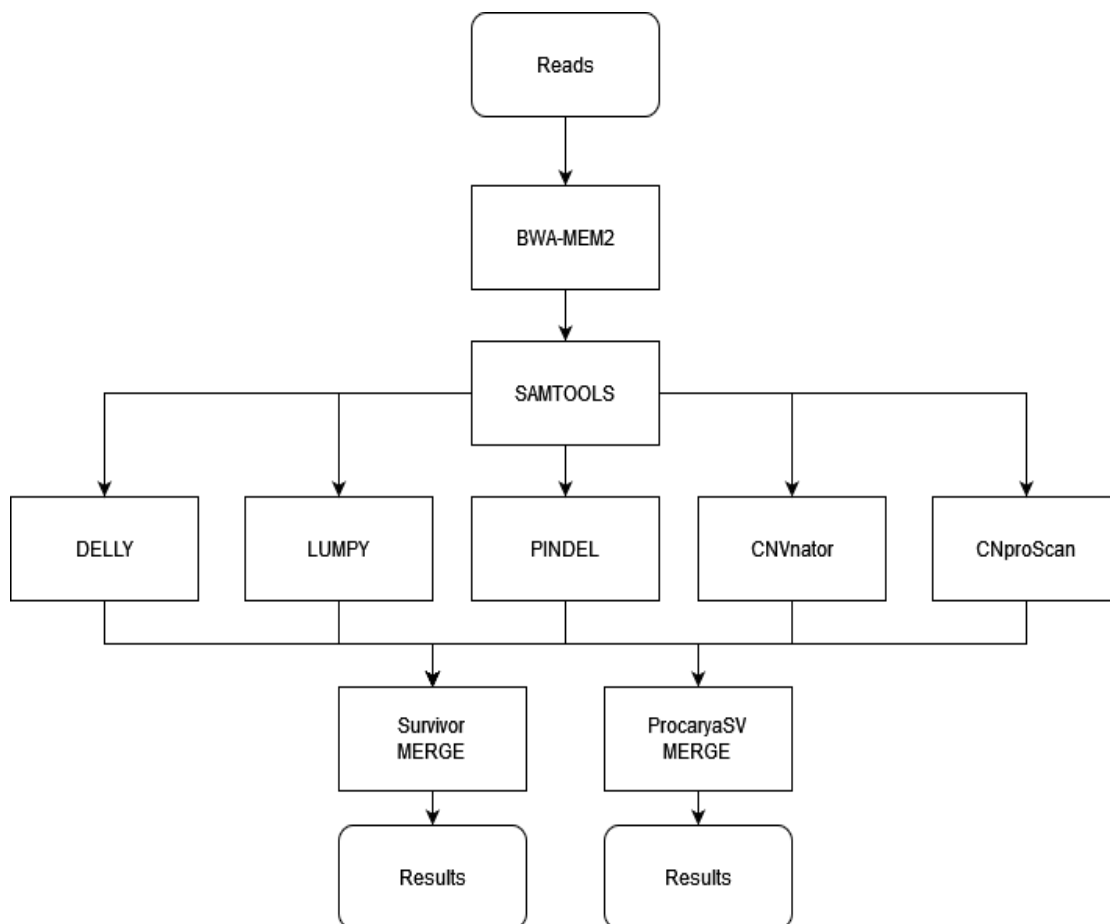 Reads
BWA-MEM2
SAMTOOLS
DELLY
LUMPY
PINDEL
CNVnator
CNproScan
Survivor
MERGE
ProcaryaSV
MERGE
Results
Results